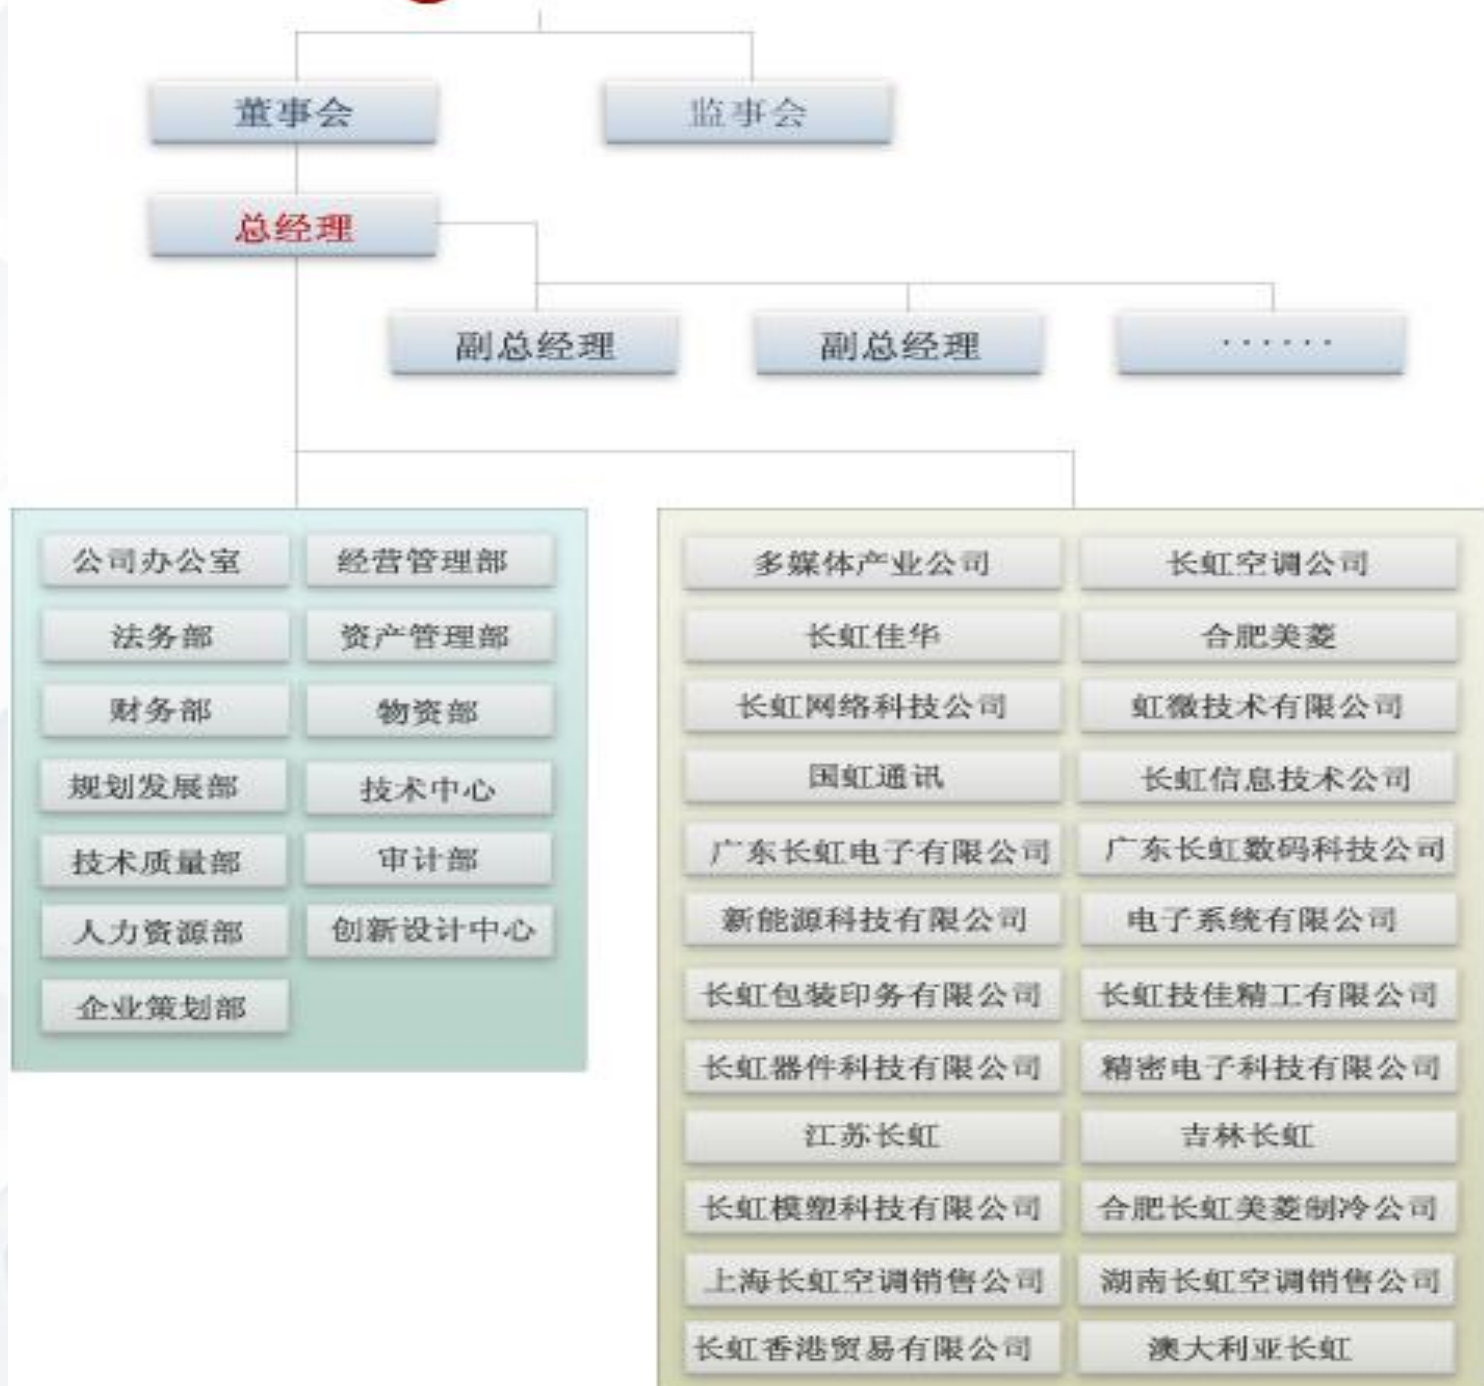 董事会
监事会
总经理
副总经理
副总经理
······
公司办公室
经营管理部
法务部
资产管理部
财务部
物资部
规划发展部
技术中心
技术质量部
审计部
人力资源部
创新设计中心
企业策划部
多媒体产业公司
长虹空调公司
长虹佳华
合肥美菱
长虹网络科技公司
虹微技术有限公司
国虹通讯
长虹信息技术公司
广东长虹电子有限公司
广东长虹数码科技公司
新能源科技有限公司
电子系统有限公司
长虹包装印务有限公司
长虹技佳精工有限公司
长虹器件科技有限公司
精密电子科技有限公司
江苏长虹
吉林长虹
长虹模塑科技有限公司
合肥长虹美菱制冷公司
上海长虹空调销售公司
湖南长虹空调销售公司
长虹香港贸易有限公司
澳大利亚长虹